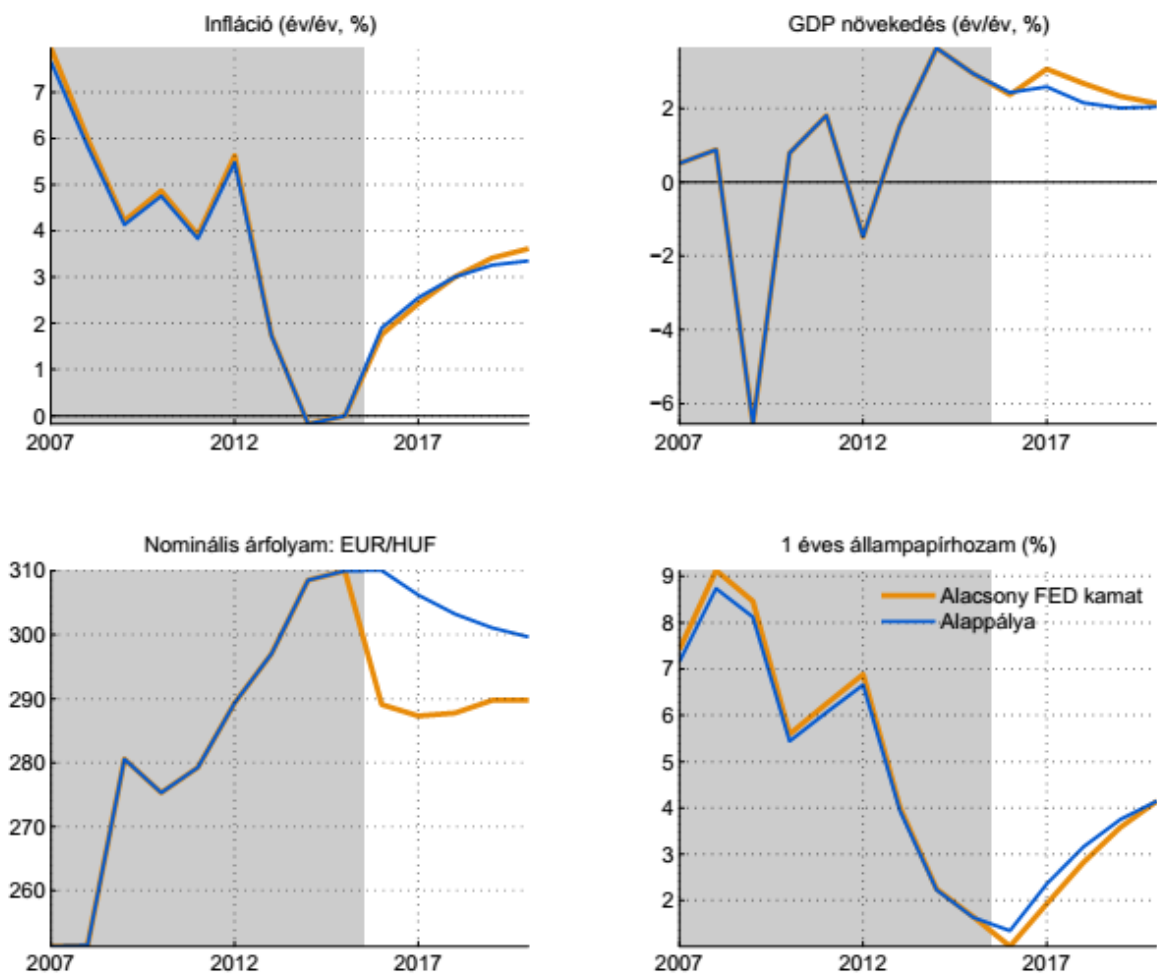 Infláció (év/év, %)
7
6
5
4
3
2
1
0
2007 2012 2017
GDP növekedés (év/év, %)
2
0
−2
−4
−6
2007 2012 2017
Nominális árfolyam: EUR/HUF
310
300
290
280
270
260
2007 2012 2017
1 éves állampapírhozam (%)
Alacsony FED kamat
Alappálya
9
8
7
6
5
4
3
2
2007 2012 2017